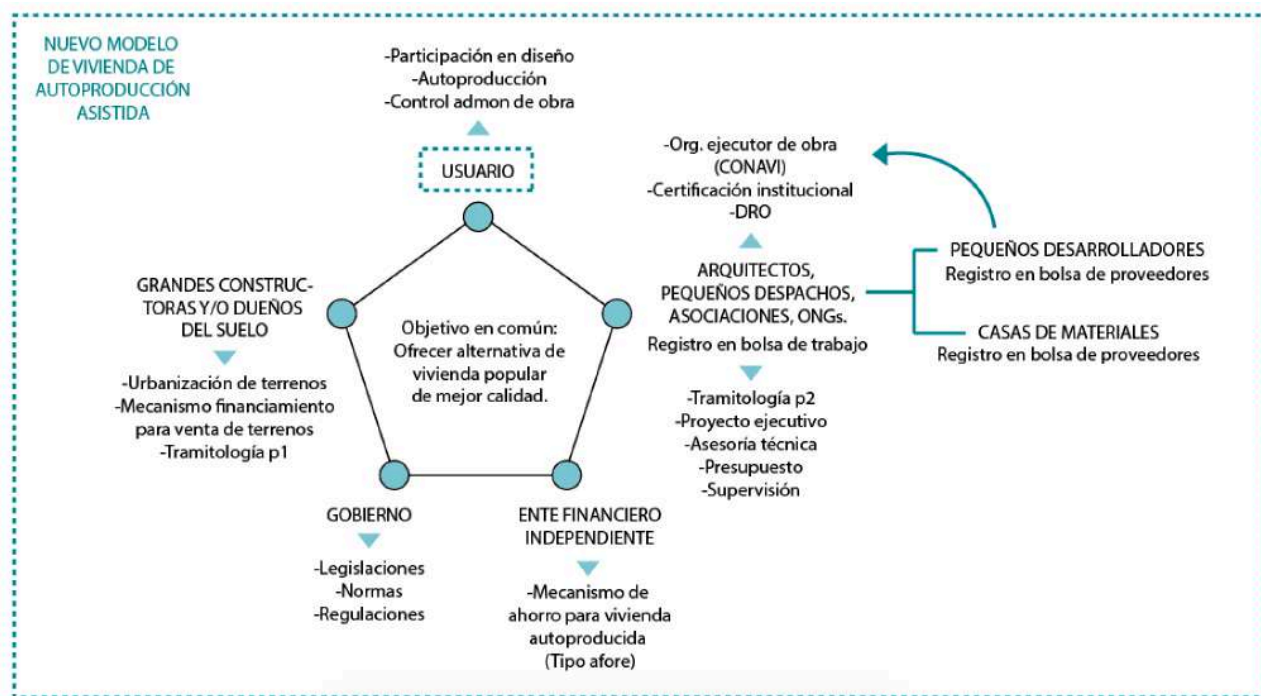 NUEVO MODELO
DE VIVIENDA DE
AUTOPRODUCCIÓN
ASISTIDA
-Participación en diseño
-Autoproducción
-Control admon de obra
USUARIO
-Org. ejecutor de obra
(CONAVI)
-Certificación institucional
-DRO
ARQUITECTOS,
PEQUEÑOS DESPACHOS,
ASOCIACIONES, ONGs.
Registro en bolsa de trabajo
-Tramitología p2
-Proyecto ejecutivo
-Asesoría técnica
-Presupuesto
-Supervisión
PEQUEÑOS DESARROLLADORES
Registro en bolsa de proveedores
CASAS DE MATERIALES
Registro en bolsa de proveedores
GRANDES CONSTRUC-
TORAS Y/O DUEÑOS
DEL SUELO
-Urbanización de terrenos
-Mecanismo financiamiento
para venta de terrenos
-Tramitología p1
Objetivo en común:
Ofrecer alternativa de
vivienda popular
de mejor calidad.
GOBIERNO
-Legislaciones
-Normas
-Regulaciones
ENTE FINANCIERO
INDEPENDIENTE
-Mecanismo de
ahorro para vivienda
autoproducida
(Tipo afore)